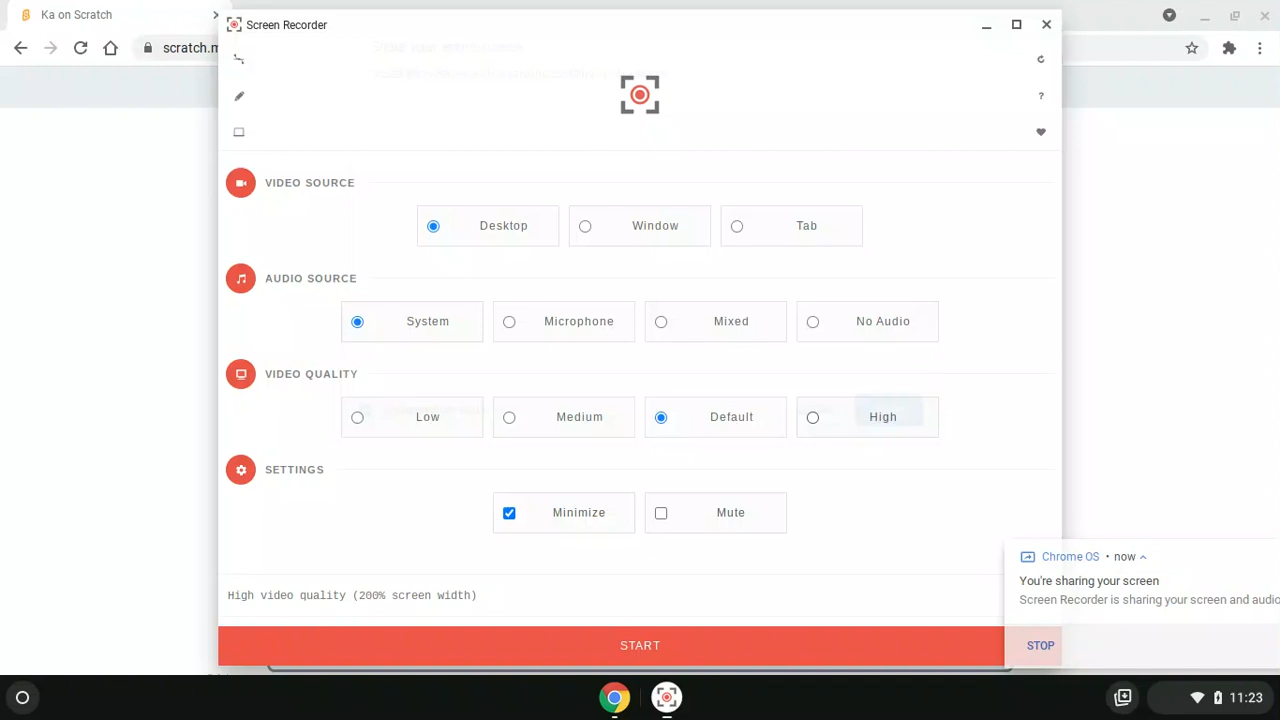 Ka on Scratch
Screen Recorder
scratch.m
?
VIDEO SOURCE
Desktop
Window
Tab
AUDIO SOURCE
System
Microphone
Mixed
No Audio
VIDEO QUALITY
Low
Medium
Default
High
SETTINGS
Minimize
Mute
Chrome OS • now
You're sharing your screen
Screen Recorder is sharing your screen and audio
High video quality (200% screen width)
START
STOP
11:23